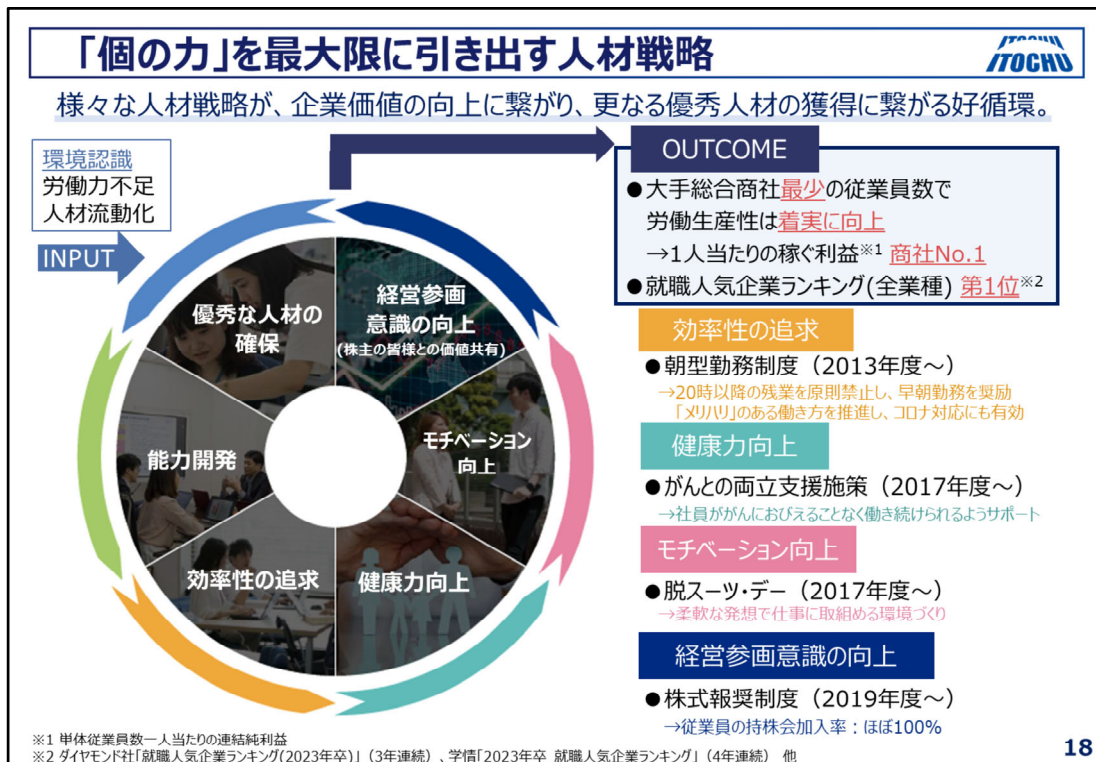 「個の力」を最大限に引き出す人材戦略
ITOCHU
ITOCHU
様々な人材戦略が、企業価値の向上に繋がり、更なる優秀人材の獲得に繋がる好循環。
環境認識
労働力不足
人材流動化
INPUT
優秀な人材の
確保
経営参画
意識の向上
(株主の皆様との価値共有)
モチベーション
向上
健康力向上
効率性の追求
能力開発
OUTCOME
●大手総合商社最少の従業員数で
労働生産性は着実に向上
→1人当たりの稼ぐ利益※1 商社No.1
●就職人気企業ランキング(全業種) 第1位※2
効率性の追求
●朝型勤務制度（2013年度～）
→20時以降の残業を原則禁止し、早朝勤務を奨励
「メリハリ」のある働き方を推進し、コロナ対応にも有効
健康力向上
●がんとの両立支援施策（2017年度～）
→社員ががんにおびえることなく働き続けられるようサポート
モチベーション向上
●脱スーツ・デー（2017年度～）
→柔軟な発想で仕事に取組める環境づくり
経営参画意識の向上
●株式報奨制度（2019年度～）
→従業員の持株会加入率：ほぼ100%
※1 単体従業員数一人当たりの連結純利益
※2 ダイヤモンド社「就職人気企業ランキング(2023年卒)」（3年連続）、学情「2023年卒 就職人気企業ランキング」（4年連続） 他
18